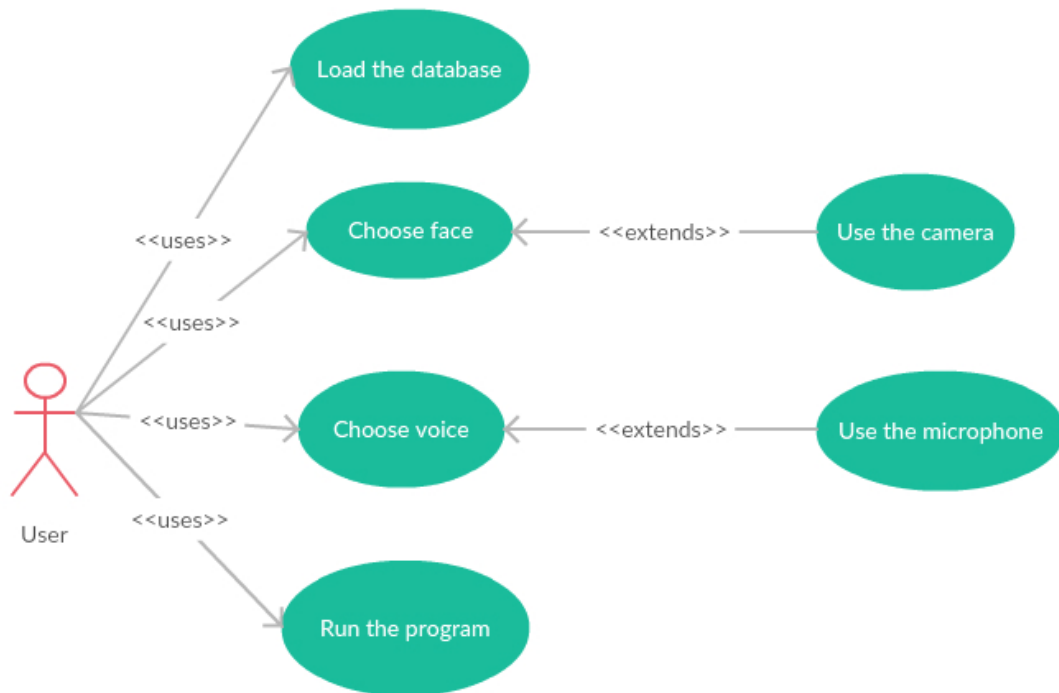 Load the database
<<uses>>
Choose face
<<extends>>
Use the camera
<<uses>>
<<uses>>
Choose voice
<<extends>>
Use the microphone
<<uses>>
User
Run the program